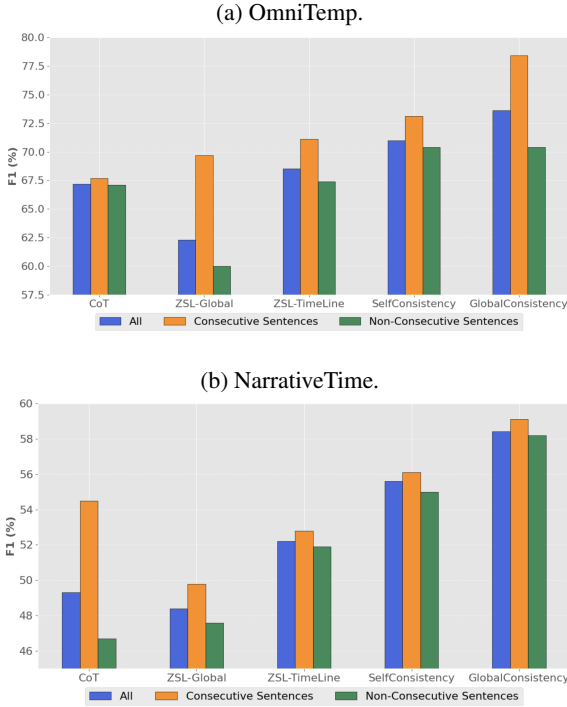 (a) OmniTemp.
80.0
77.5
75.0
72.5
70.0
67.5
65.0
62.5
60.0
57.5
F1 (%)
CoT ZSL-Global ZSL-TimeLine SelfConsistency GlobalConsistency
All Consecutive Sentences Non-Consecutive Sentences
(b) NarrativeTime.
60
58
56
54
52
50
48
46
F1 (%)
CoT ZSL-Global ZSL-TimeLine SelfConsistency GlobalConsistency
All Consecutive Sentences Non-Consecutive Sentences